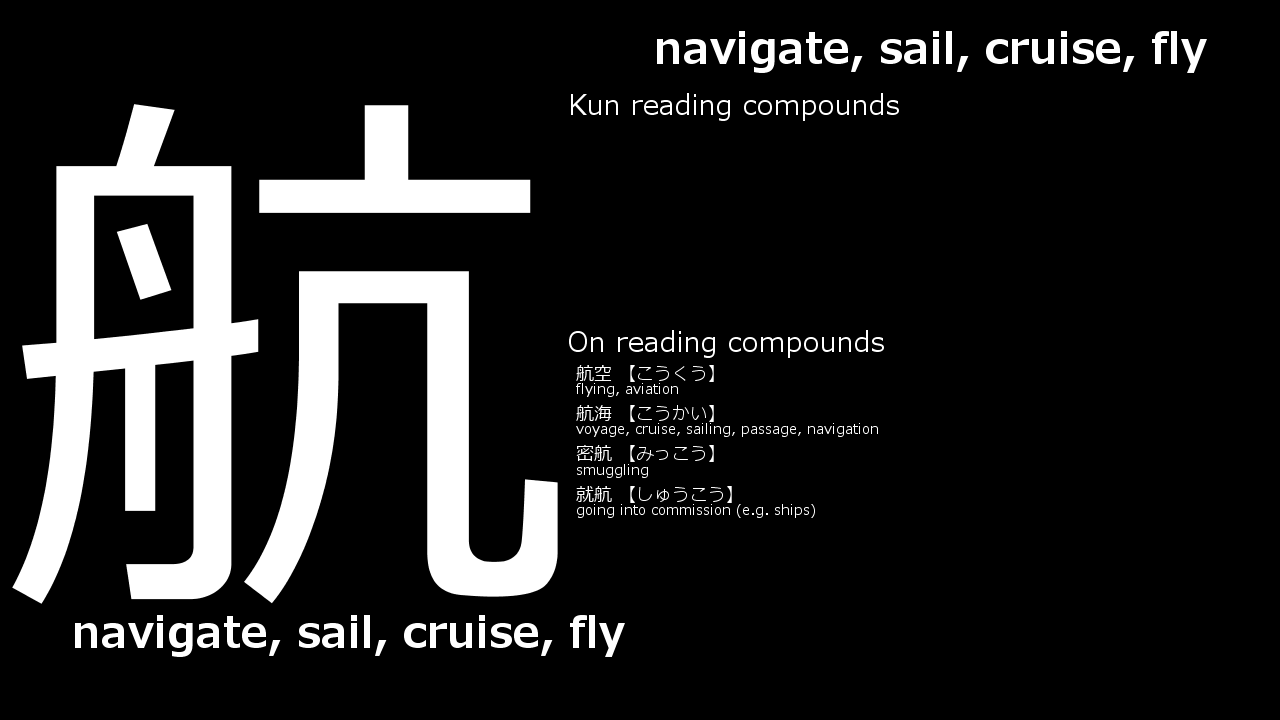 航
navigate, sail, cruise, fly
navigate, sail, cruise, fly
Kun reading compounds
On reading compounds
航空 【こうくう】
flying, aviation
航海 【こうかい】
voyage, cruise, sailing, passage, navigation
密航 【みっこう】
smuggling
就航 【しゅうこう】
going into commission (e.g. ships)